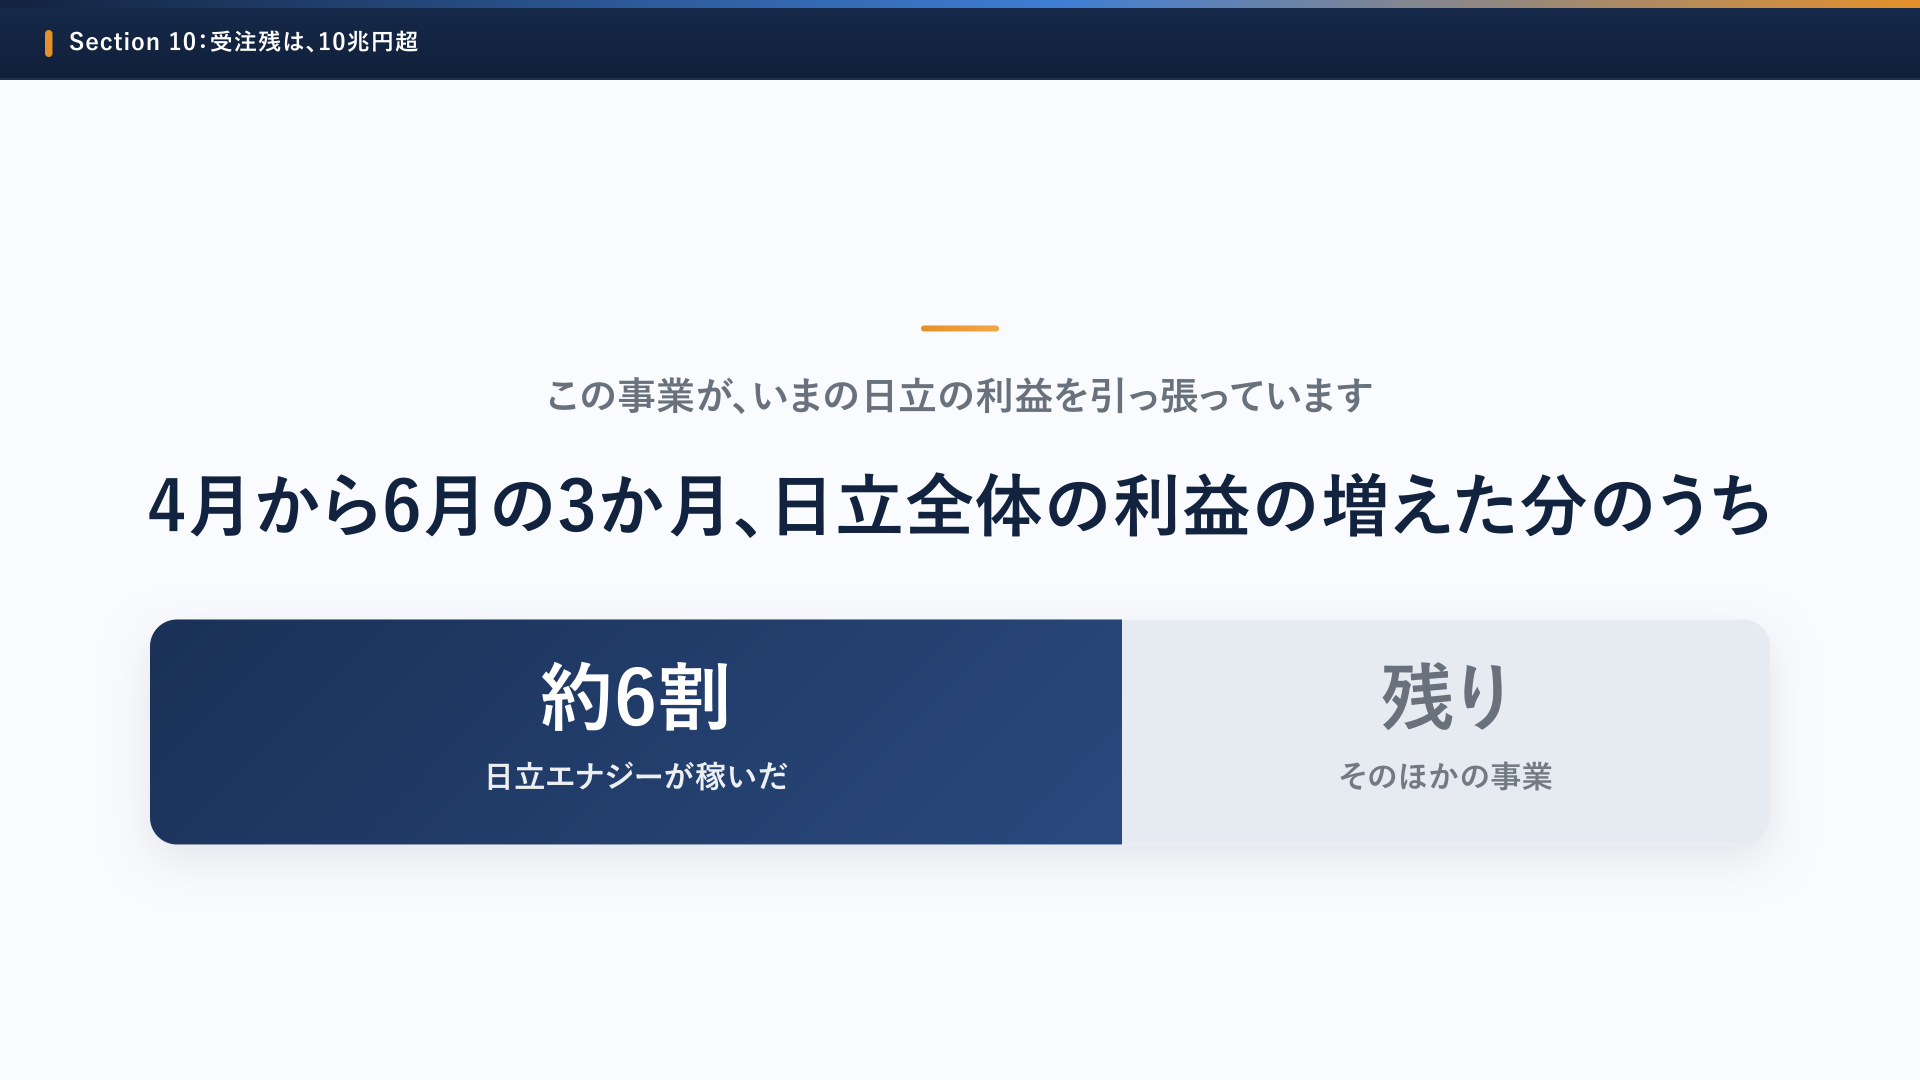 Section 10：受注残は、10兆円超
この事業が、いまの日立の利益を引っ張っています
4月から6月の3か月、日立全体の利益の増えた分のうち
約6割
日立エナジーが稼いだ
残り
そのほかの事業